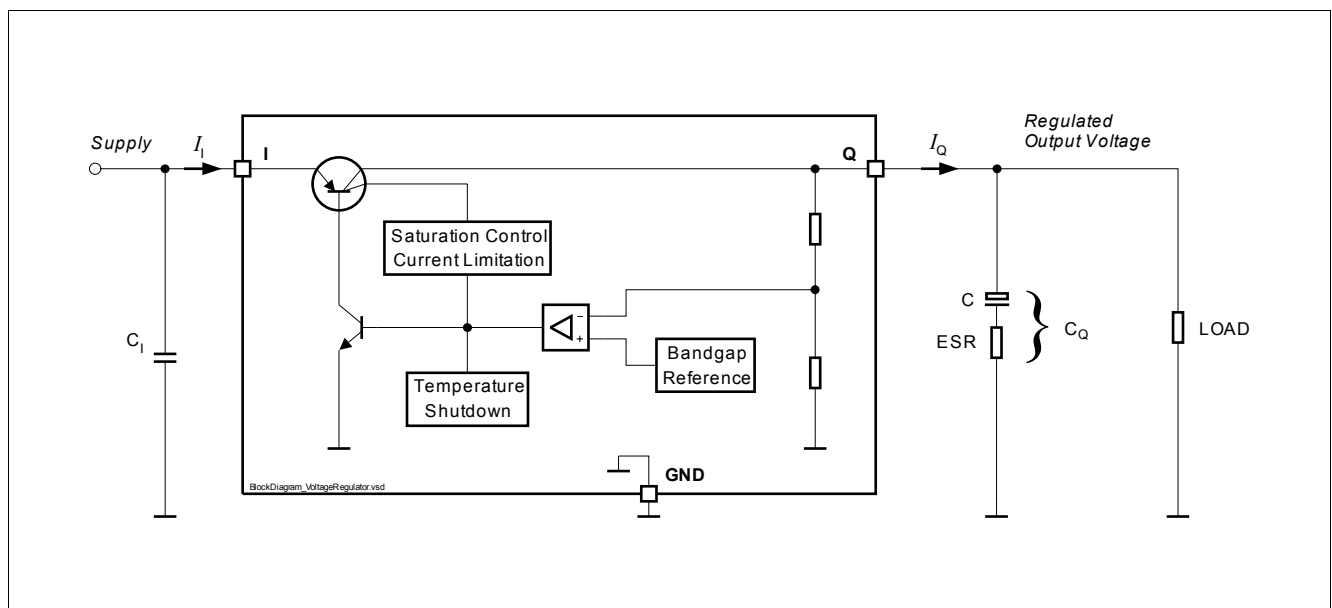 Supply
I_I
I
Q
I_Q
Regulated
Output Voltage
Saturation Control
Current Limitation
C_I
-
+
Bandgap
Reference
Temperature
Shutdown
C
ESR
}
C_Q
LOAD
GND
BlockDiagram_VoltageRegulator.vsd